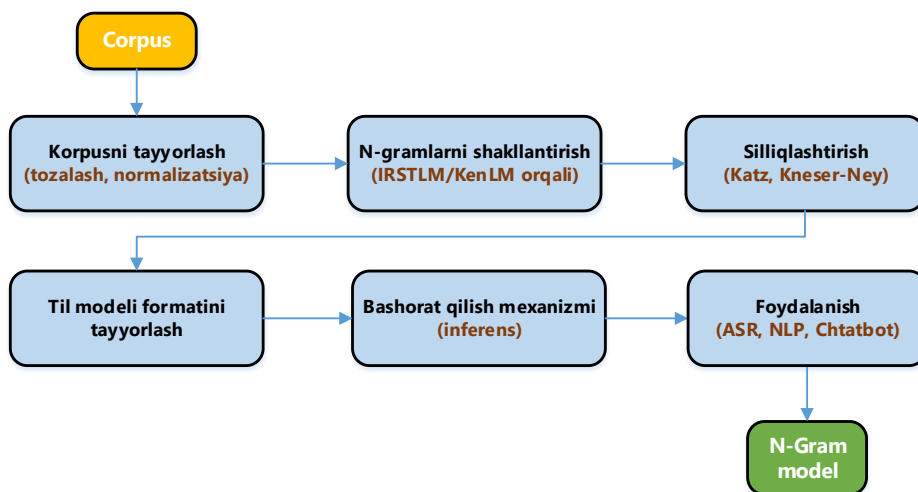 Corpus
Korpusni tayyorlash
(tozalash, normalizatsiya)
N-gramlarni shakllantirish
(IRSTLM/KenLM orqali)
Silliqlashtirish
(Katz, Kneser-Ney)
Til modeli formatini
tayyorlash
Bashorat qilish mexanizmi
(inferens)
Foydalanish
(ASR, NLP, Chtatbot)
N-Gram
model